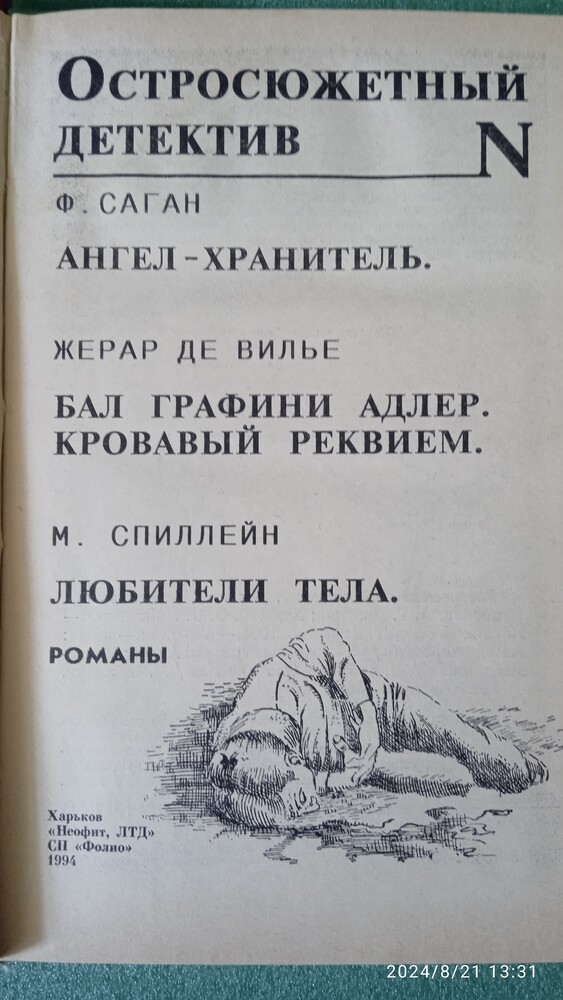 Остросюжетный
детектив N
Ф. САГАН
АНГЕЛ-ХРАНИТЕЛЬ.
ЖЕРАР ДЕ ВИЛЬЕ
БАЛ ГРАФИНИ АДЛЕР.
КРОВАВЫЙ РЕКВИЕМ.
М. СПИЛЛЕЙН
ЛЮБИТЕЛИ ТЕЛА.
РОМАНЫ
Харьков
«Неофит, ЛТД»
СП «Фолио»
1994
2024/8/21 13:31